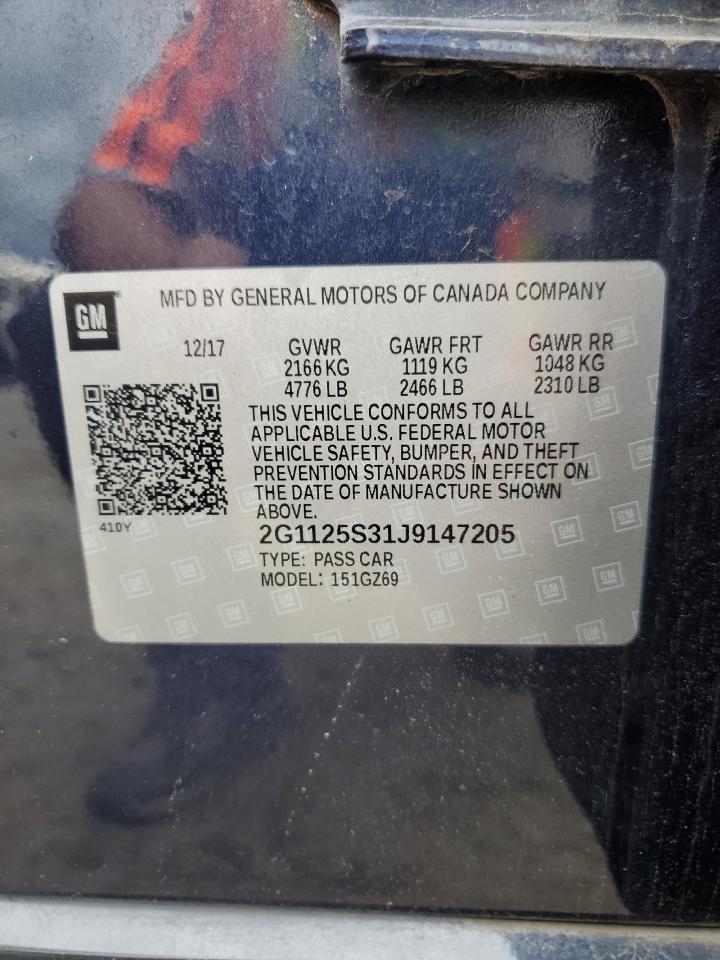 GM
MFD BY GENERAL MOTORS OF CANADA COMPANY
12/17 GVWR GAWR FRT GAWR RR
2166 KG 1119 KG 1048 KG
4776 LB 2466 LB 2310 LB
THIS VEHICLE CONFORMS TO ALL
APPLICABLE U.S. FEDERAL MOTOR
VEHICLE SAFETY, BUMPER, AND THEFT
PREVENTION STANDARDS IN EFFECT ON
THE DATE OF MANUFACTURE SHOWN
ABOVE.
410Y
2G1125S31J9147205
TYPE: PASS CAR
MODEL: 151GZ69